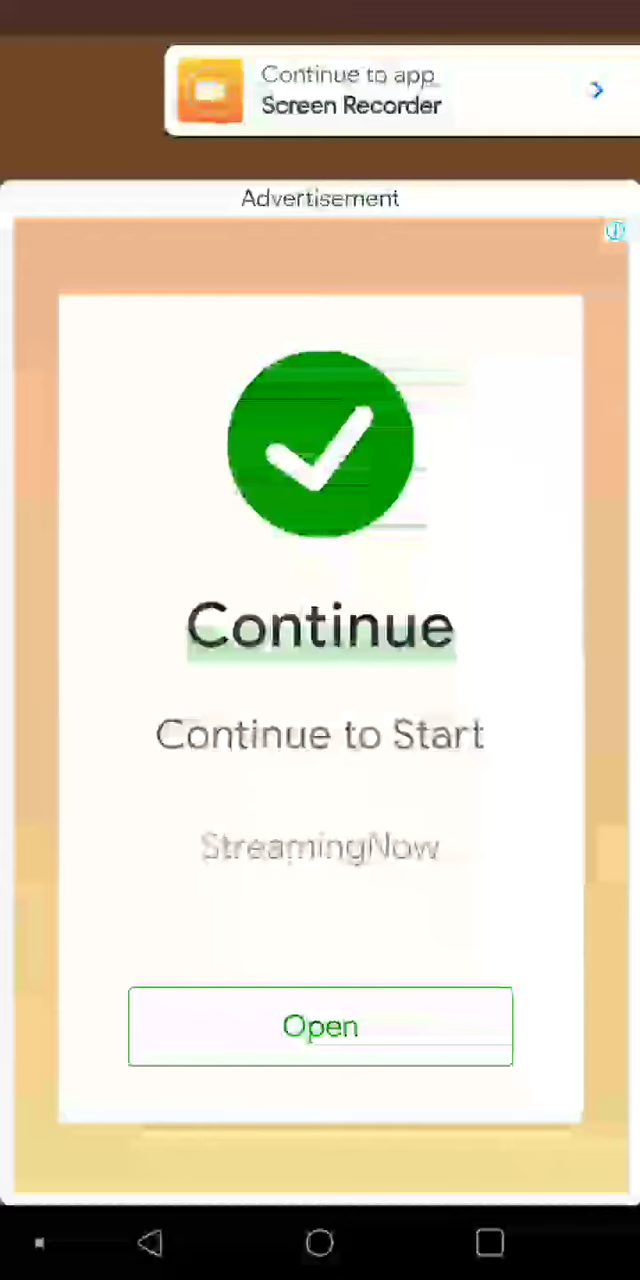 Continue to app
Screen Recorder
Advertisement
Continue
Continue to Start
StreamingNow
Open